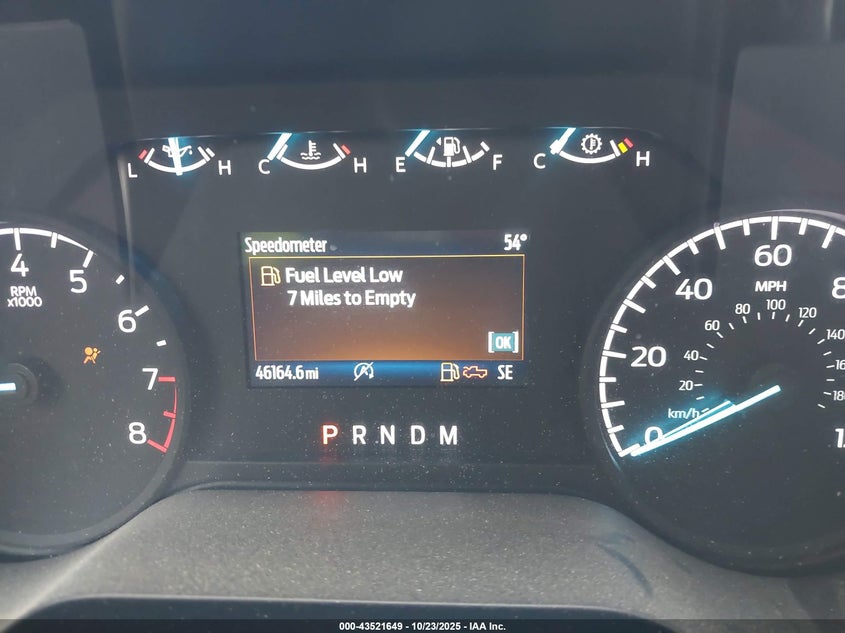 L H C H E F C H
Speedometer 54°
Fuel Level Low
7 Miles to Empty
[OK]
46164.6 mi SE
P R N D M
4 5 6 7 8
RPM
x1000
0 20 40 60
MPH
20 40 60 80 100 120 140
km/h
000-43521649 - 10/23/2025 - IAA Inc.